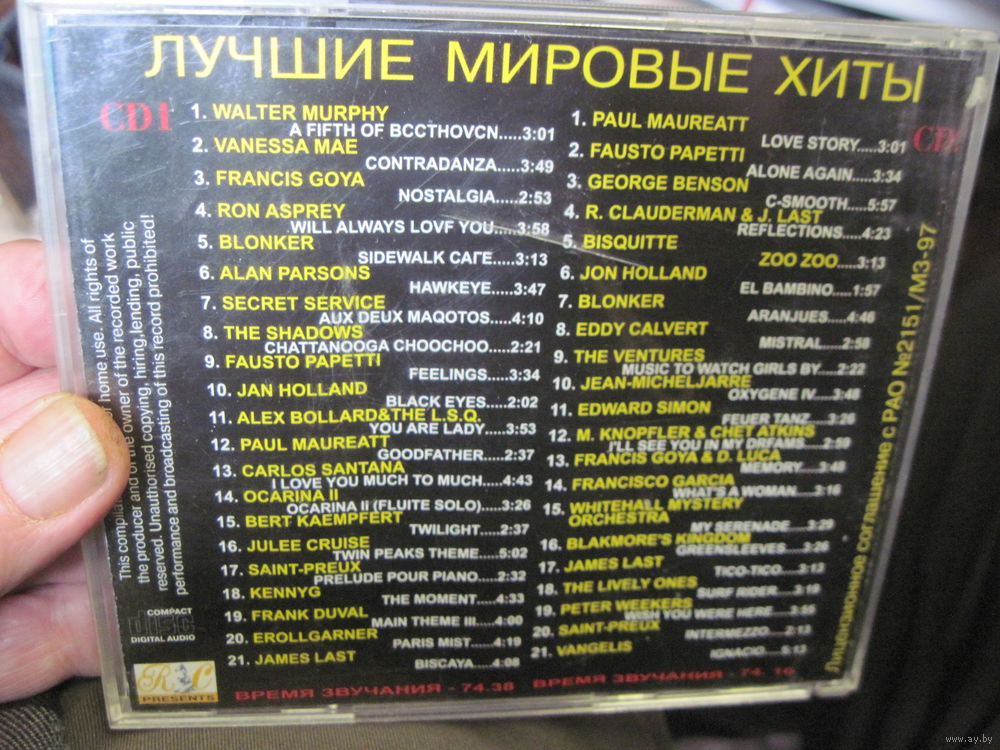 ЛУЧШИЕ МИРОВЫЕ ХИТЫ
CD1
1. WALTER MURPHY
A FIFTH OF BCCTHOVCN.....3:01
2. VANESSA MAE
CONTRADANZA.....3:49
3. FRANCIS GOYA
NOSTALGIA.....2:53
4. RON ASPREY
WILL ALWAYS LOVF YOU.....3:58
5. BLONKER
SIDEWALK CAГE.....3:13
6. ALAN PARSONS
HAWKEYE.....3:47
7. SECRET SERVICE
AUX DEUX MAQOTOS.....4:10
8. THE SHADOWS
CHATTANOOGA CHOOCHOO.....2:21
9. FAUSTO PAPETTI
FEELINGS.....3:34
10. JAN HOLLAND
BLACK EYES.....2:02
11. ALEX BOLLARD&THE L.S.Q.
YOU ARE LADY.....3:53
12. PAUL MAUREATT
GOODFATHER.....2:37
13. CARLOS SANTANA
I LOVE YOU MUCH TO MUCH.....4:43
14. OCARINA II
OCARINA II (FLUITE SOLO).....3:26
15. BERT KAEMPFERT
TWILIGHT.....2:37
16. JULEE CRUISE
TWIN PEAKS THEME.....5:02
17. SAINT-PREUX
PRELUDE POUR PIANO.....2:32
18. KENNYG
THE MOMENT.....4:33
19. FRANK DUVAL
MAIN THEME III.....4:00
20. EROLLGARNER
PARIS MIST.....4:19
21. JAMES LAST
BISCAYA.....4:08
ВРЕМЯ ЗВУЧАНИЯ - 74.38
CD
1. PAUL MAUREATT
LOVE STORY.....3:01
2. FAUSTO PAPETTI
ALONE AGAIN.....3:34
3. GEORGE BENSON
C-SMOOTH.....5:57
4. R. CLAUDERMAN & J. LAST
REFLECTIONS.....4:23
5. BISQUITTE
ZOO ZOO.....3:13
6. JON HOLLAND
EL BAMBINO.....1:57
7. BLONKER
ARANJUES.....4:46
8. EDDY CALVERT
MISTRAL.....2:58
9. THE VENTURES
MUSIC TO WATCH GIRLS BY.....2:22
10. JEAN-MICHELJARRE
OXYGENE IV.....3:48
11. EDWARD SIMON
FEUER TANZ.....3:26
12. M. KNOPFLER & CHET ATKINS
I'LL SEE YOU IN MY DRFAMS.....2:59
13. FRANCIS GOYA & D. LUCA
MEMORY.....3:48
14. FRANCISCO GARCIA
WHAT'S A WOMAN.....3:16
15. WHITEHALL MYSTERY
ORCHESTRA
MY SERENADE.....3:29
16. BLAKMORE'S KINGDOM
GREENSLEEVES.....3:26
17. JAMES LAST
TICO-TICO.....3:13
18. THE LIVELY ONES
SURF RIDER.....3:18
19. PETER WEEKERS
WISH YOU WERE HERE.....3:55
20. SAINT-PREUX
INTERMEZZO.....2:13
21. VANGELIS
IGNACIO.....5:13
ВРЕМЯ ЗВУЧАНИЯ - 74. 16
This compila home use. All rights of
the producer and of the owner of the recorded work
reserved. Unauthorised copying, hiring,lending, public
performance and broadcasting of this record prohibited!
COMPACT
disc
DIGITAL AUDIO
R C
PRESENTS
Лицензионное соглашение с РАО №2151/МЗ-97
www.ay.by